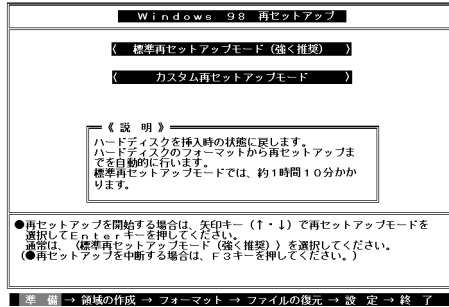 Windows 98 再セットアップ
〈 標準再セットアップモード（強く推奨） 〉
〈 カスタム再セットアップモード 〉
《 説 明 》
ハードディスクを挿入時の状態に戻します。
ハードディスクのフォーマットから再セットアップま
でを自動的に行います。
標準再セットアップモードでは、約１時間１０分かか
ります。
●再セットアップを開始する場合は、矢印キー（↑・↓）で再セットアップモードを
選択してＥｎｔｅｒキーを押してください。
通常は、〈標準再セットアップモード（強く推奨）〉を選択してください。
（●再セットアップを中断する場合は、Ｆ３キーを押してください。）
準 備 → 領域の作成 → フォーマット → ファイルの復元 → 設 定 → 終 了